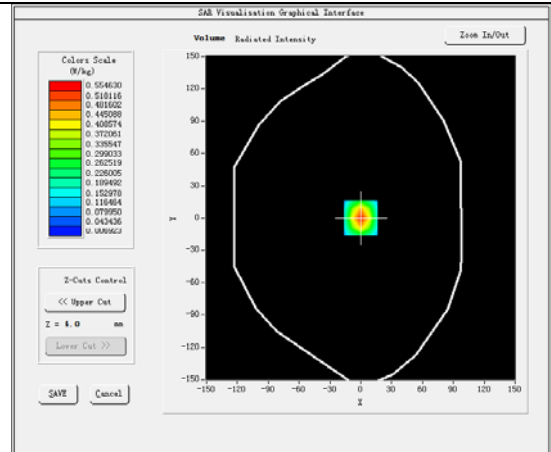 SAR Visualisation Graphical Interface
Volume Radiated Intensity
Zoom In/Out
Colors Scale
(W/kg)
0.554630
0.518116
0.481602
0.445088
0.408574
0.372061
0.335547
0.299033
0.262519
0.226005
0.189492
0.152978
0.116464
0.079950
0.043436
0.006923
Z-Cuts Control
<< Upper Cut
Z = 4.0 mm
Lower Cut >>
SAVE
Cancel
150
120
90
60
30
0
-30
-60
-90
-120
-150
Y
-150 -120 -90 -60 -30 0 30 60 90 120 150
X